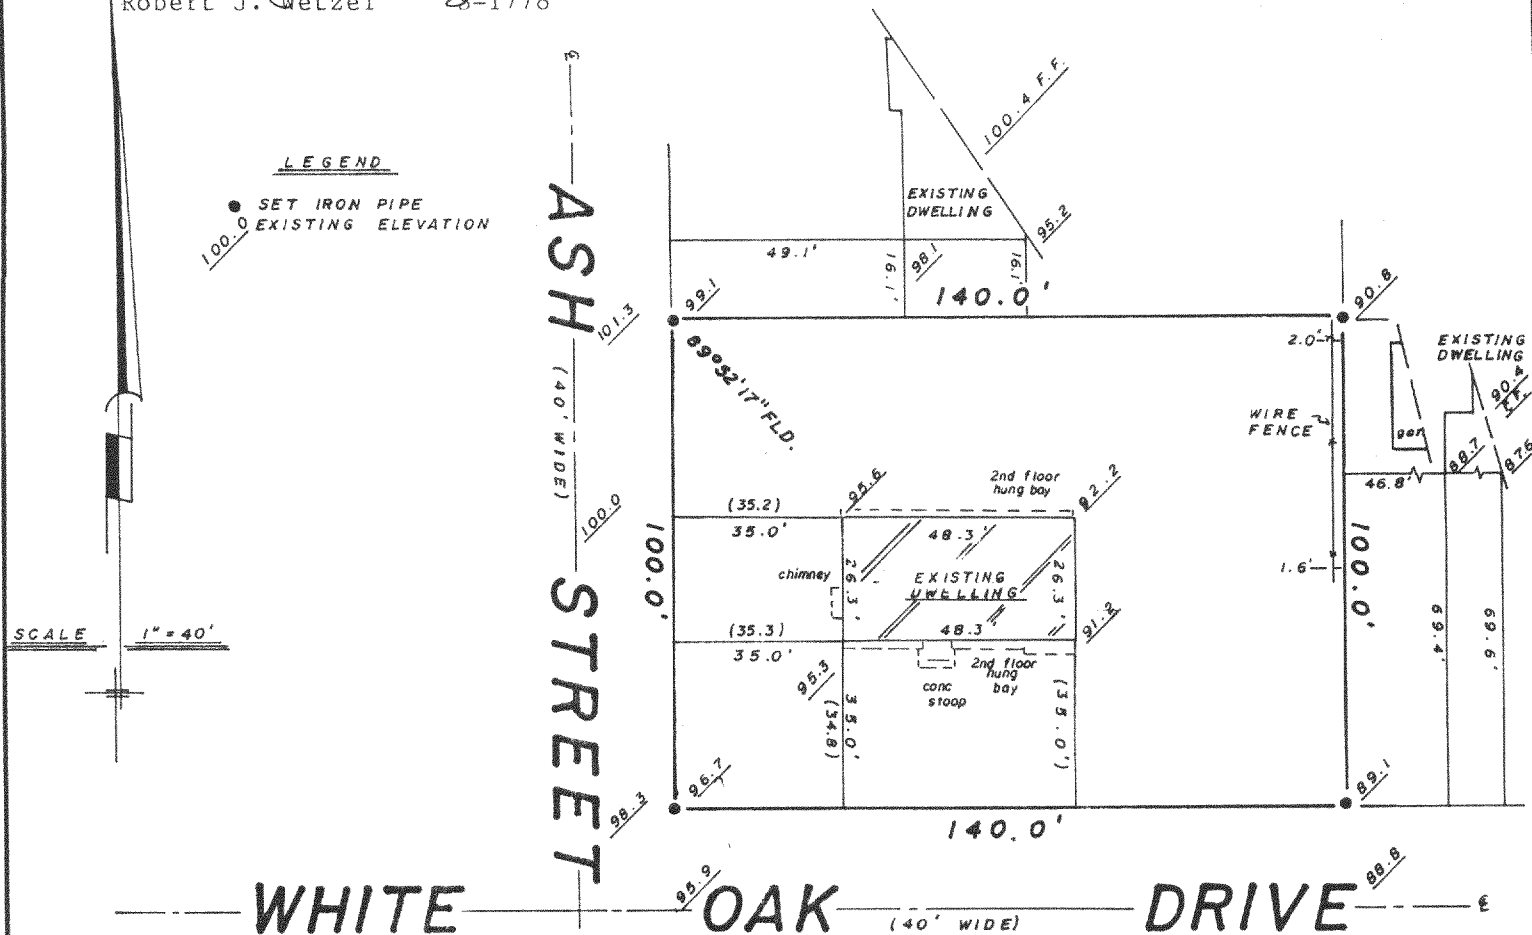 Robert J. Wetzel S-1778
LEGEND
SET IRON PIPE
100.0 EXISTING ELEVATION
SCALE 1" = 40'
℄
ASH STREET
(40' WIDE)
101.3
100.0
98.3
100.4 F.F.
EXISTING
DWELLING
95.2
49.1'
16.1'
98.1
16.1'
99.1
140.0'
90.8
89°52'17" FLD.
2.0'
WIRE
FENCE
1.6'
EXISTING
DWELLING
90.4
F.F.
gar
88.7
87.6
46.8'
100.0'
100.0'
69.4'
69.6'
95.6
2nd floor
hung bay
92.2
(35.2)
35.0'
48.3'
chimney
26.3'
EXISTING
DWELLING
26.3'
(35.3)
35.0'
48.3
91.2
95.3
35.0'
(34.8)
conc
stoop
2nd floor
hung
bay
(35.0')
96.7
89.1
140.0'
95.9
88.8
WHITE OAK DRIVE
(40' WIDE)
℄